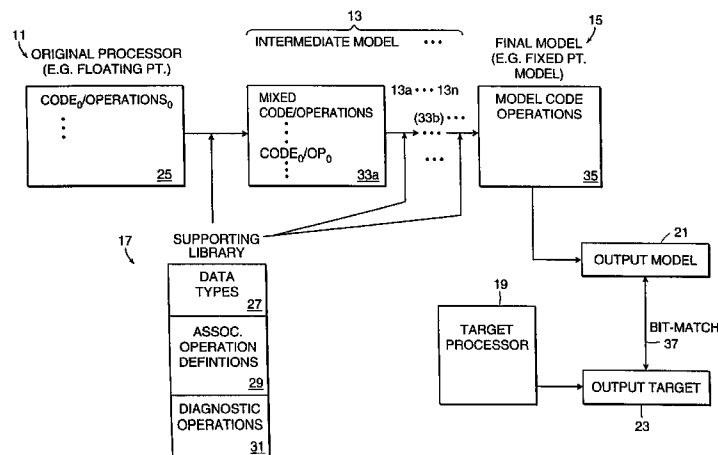 11
ORIGINAL PROCESSOR
(E.G. FLOATING PT.)
CODE₀/OPERATIONS₀
25
13
INTERMEDIATE MODEL •••
MIXED
CODE/OPERATIONS
CODE₀/OP₀
33a
13a ••• 13n
(33b) •••
•••
•••
15
FINAL MODEL
(E.G. FIXED PT.
MODEL)
MODEL CODE
OPERATIONS
35
17
SUPPORTING
LIBRARY
DATA
TYPES
27
ASSOC.
OPERATION
DEFINTIONS
29
DIAGNOSTIC
OPERATIONS
31
19
TARGET
PROCESSOR
21
OUTPUT MODEL
BIT-MATCH
37
OUTPUT TARGET
23